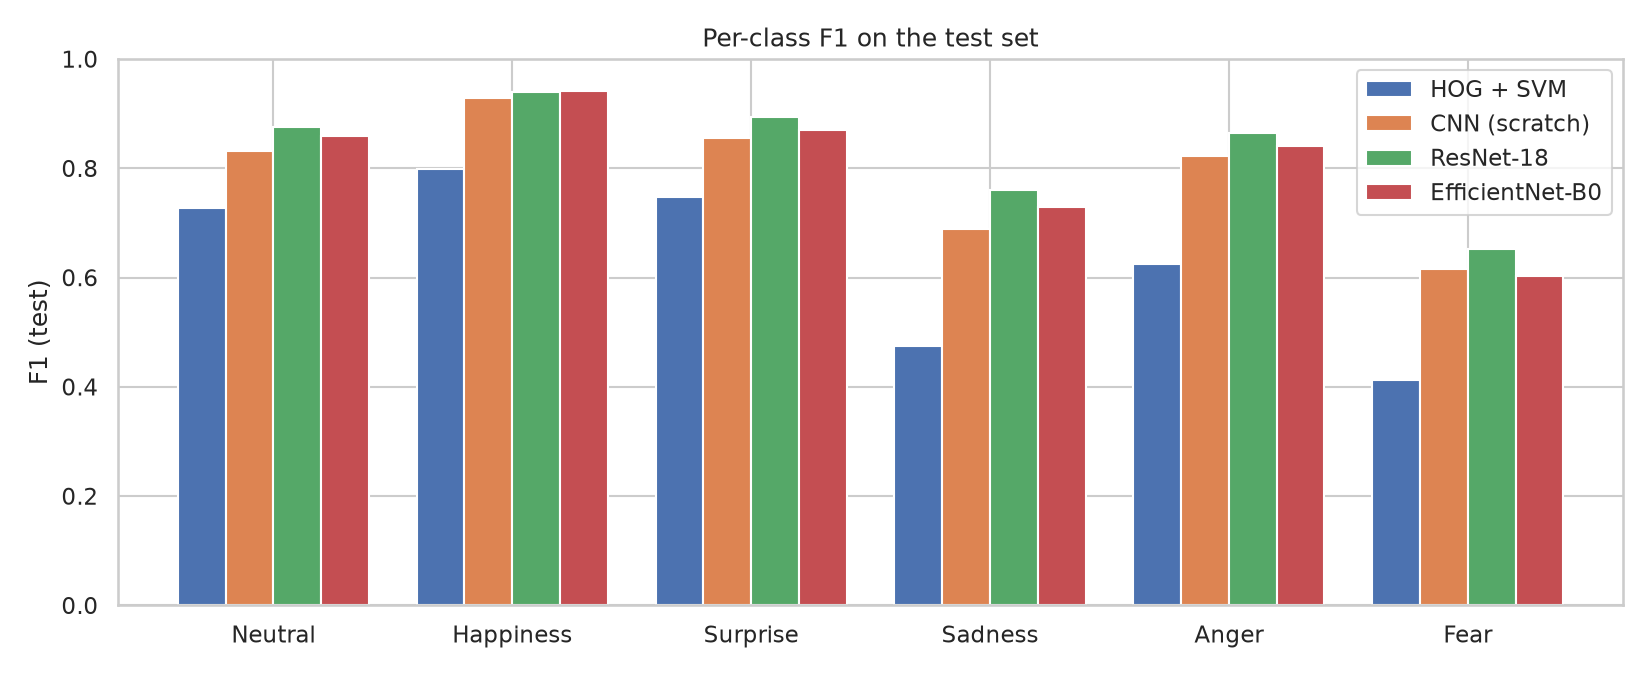 Per-class F1 on the test set
1.0
0.8
0.6
0.4
0.2
0.0
F1 (test)
HOG + SVM
CNN (scratch)
ResNet-18
EfficientNet-B0
Neutral Happiness Surprise Sadness Anger Fear